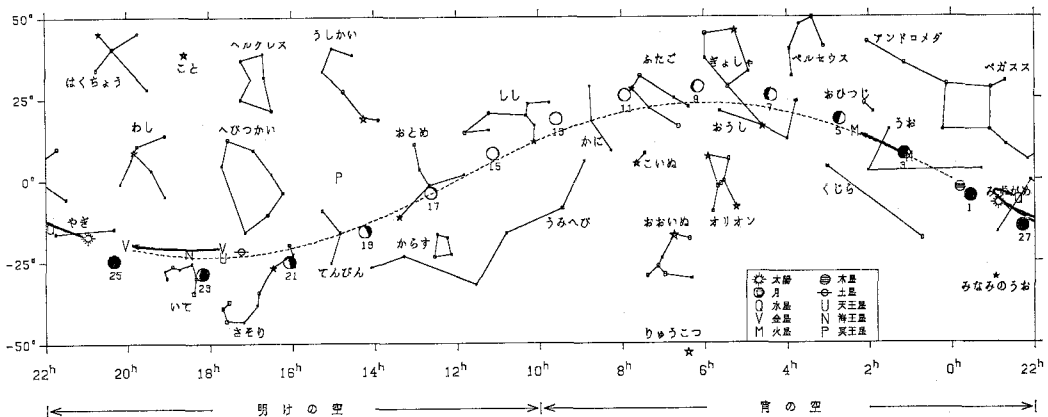 50°
25°
0°
-25°
-50°
はくちょう
こと
ヘルクレス
うしかい
しし
ふたご
ぎょしゃ
ペルセウス
アンドロメダ
ペガスス
わし
へびつかい
おとめ
かに
おうし
おひつじ
うお
こいぬ
くじら
みずがめ
P
やぎ
うみへび
おおいぬ
オリオン
からす
てんびん
いて
さそり
りゅうこつ
みなみのうお
V
N
U
V
M
25
23
21
19
17
15
13
11
9
7
5
3
1
27
太陽
月
Q 水星
V 金星
M 火星
木星
土星
U 天王星
N 海王星
P 冥王星
22h 20h 18h 16h 14h 12h 10h 8h 6h 4h 2h 0h 22h
明けの空
宵の空